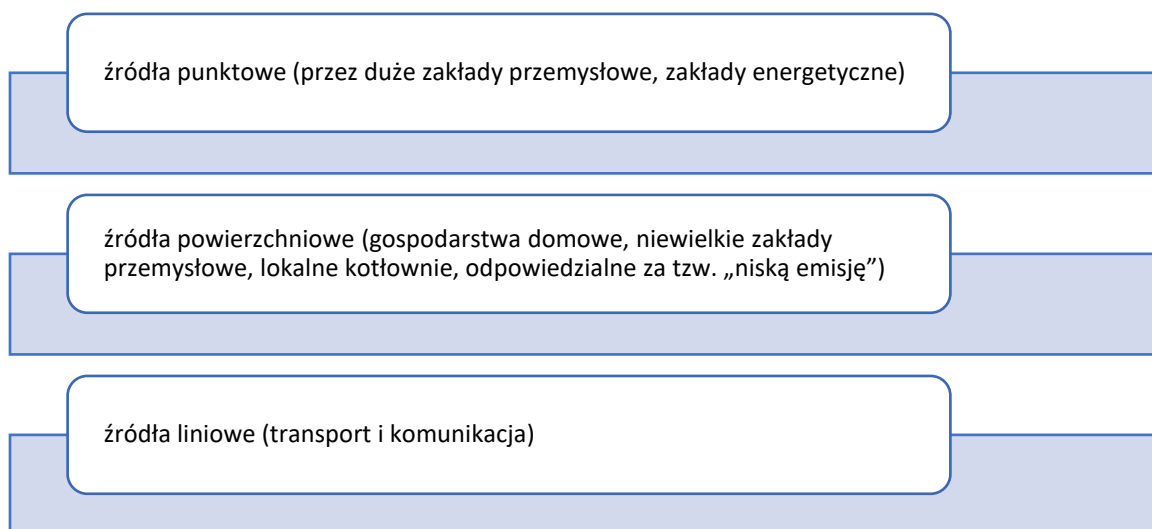 źródła punktowe (przez duże zakłady przemysłowe, zakłady energetyczne)
źródła powierzchniowe (gospodarstwa domowe, niewielkie zakłady
przemysłowe, lokalne kotłownie, odpowiedzialne za tzw. „niską emisję”)
źródła liniowe (transport i komunikacja)